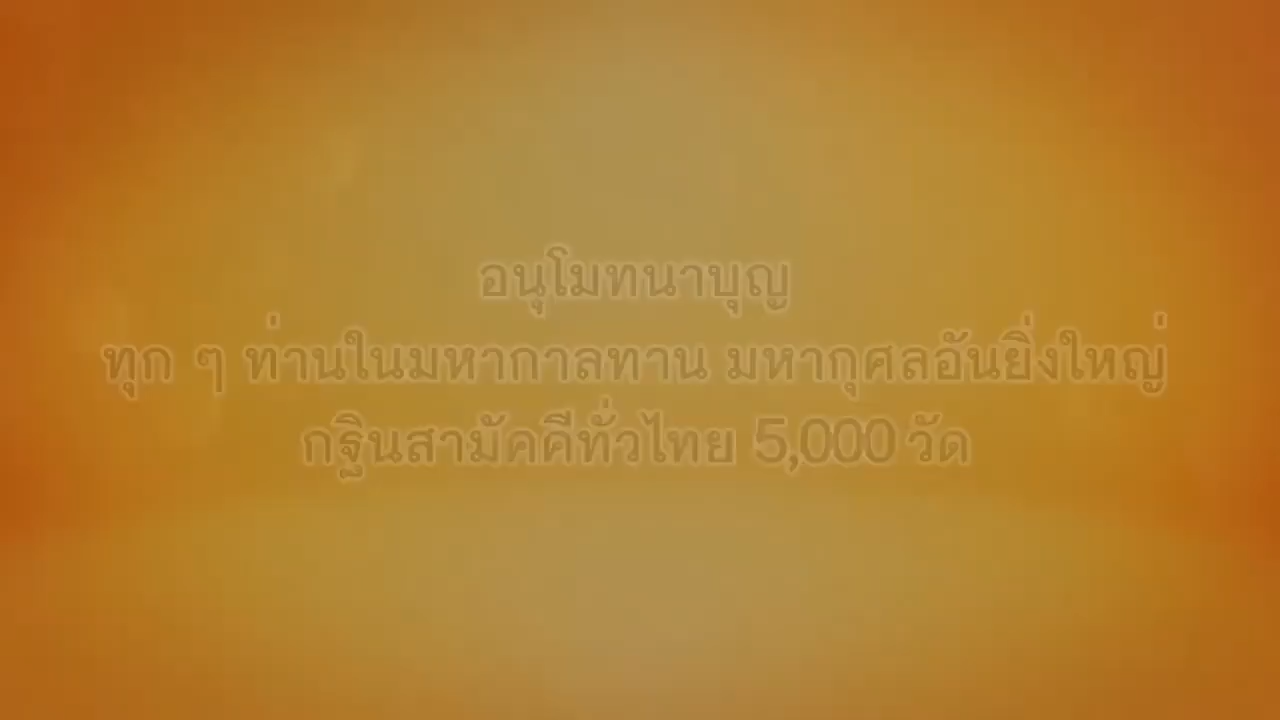 อนุโมทนาบุญ
ทุก ๆ ท่านในมหากาลทาน มหากุศลอันยิ่งใหญ่
กฐินสามัคคีทั่วไทย 5,000 วัด